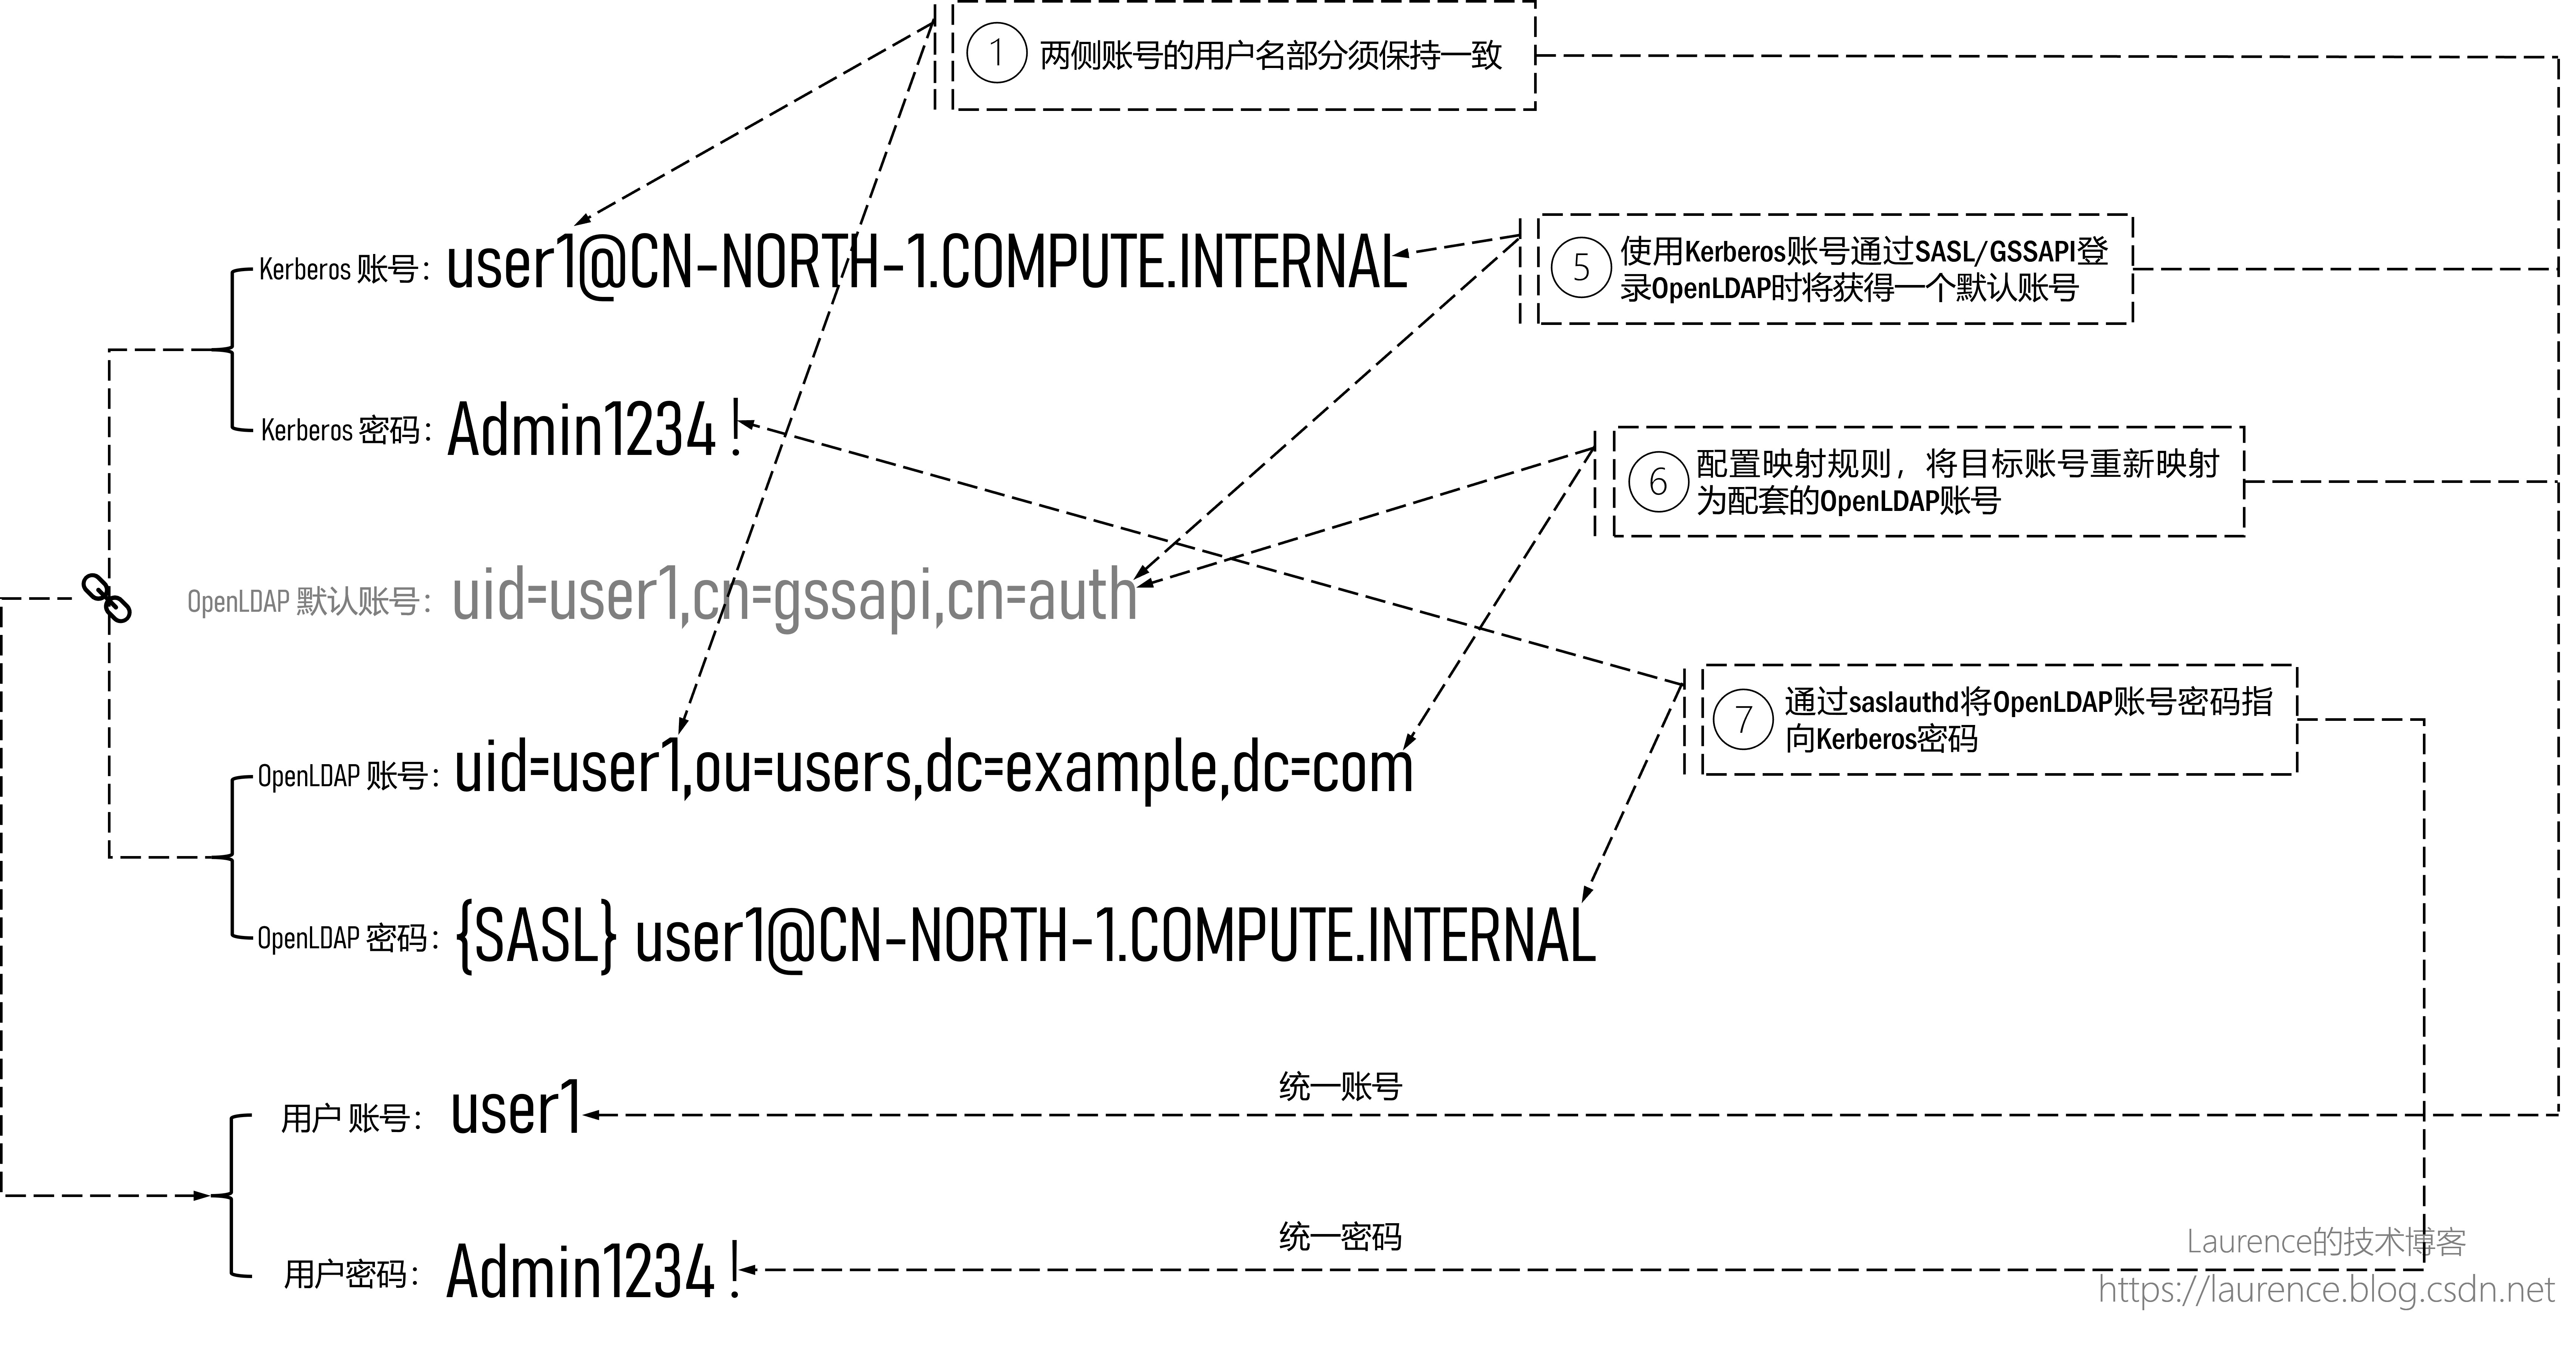 ① 两侧账号的用户名部分须保持一致
Kerberos 账号: user1@CN-NORTH-1.COMPUTE.INTERNAL
⑤ 使用Kerberos账号通过SASL/GSSAPI登
录OpenLDAP时将获得一个默认账号
Kerberos 密码: Admin1234 !
⑥ 配置映射规则，将目标账号重新映射
为配套的OpenLDAP账号
OpenLDAP 默认账号: uid=user1,cn=gssapi,cn=auth
⑦ 通过saslauthd将OpenLDAP账号密码指
向Kerberos密码
OpenLDAP 账号: uid=user1,ou=users,dc=example,dc=com
OpenLDAP 密码: {SASL} user1@CN-NORTH-1.COMPUTE.INTERNAL
用户 账号: user1
统一账号
用户密码: Admin1234 !
统一密码
Laurence的技术博客
https://laurence.blog.csdn.net